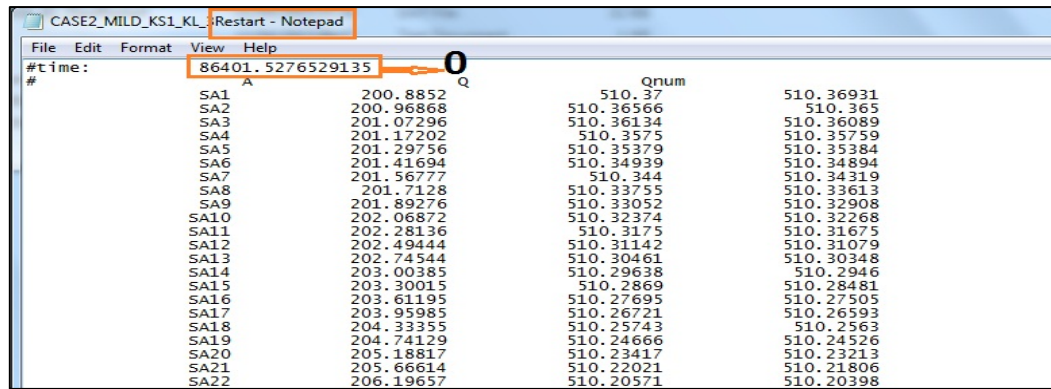 CASE2_MILD_KS1_KL_3Restart - Notepad
File Edit Format View Help
#time: 86401.5276529135 0
# A Q Qnum
SA1 200.8852 510.37 510.36931
SA2 200.96868 510.36566 510.365
SA3 201.07296 510.36134 510.36089
SA4 201.17202 510.3575 510.35759
SA5 201.29756 510.35379 510.35384
SA6 201.41694 510.34939 510.34894
SA7 201.56777 510.344 510.34319
SA8 201.7128 510.33755 510.33613
SA9 201.89276 510.33052 510.32908
SA10 202.06872 510.32374 510.32268
SA11 202.28136 510.3175 510.31675
SA12 202.49444 510.31142 510.31079
SA13 202.74544 510.30461 510.30348
SA14 203.00385 510.29638 510.2946
SA15 203.30015 510.2869 510.28481
SA16 203.61195 510.27695 510.27505
SA17 203.95985 510.26721 510.26593
SA18 204.33355 510.25743 510.2563
SA19 204.74129 510.24666 510.24526
SA20 205.18817 510.23417 510.23213
SA21 205.66614 510.22021 510.21806
SA22 206.19657 510.20571 510.20398